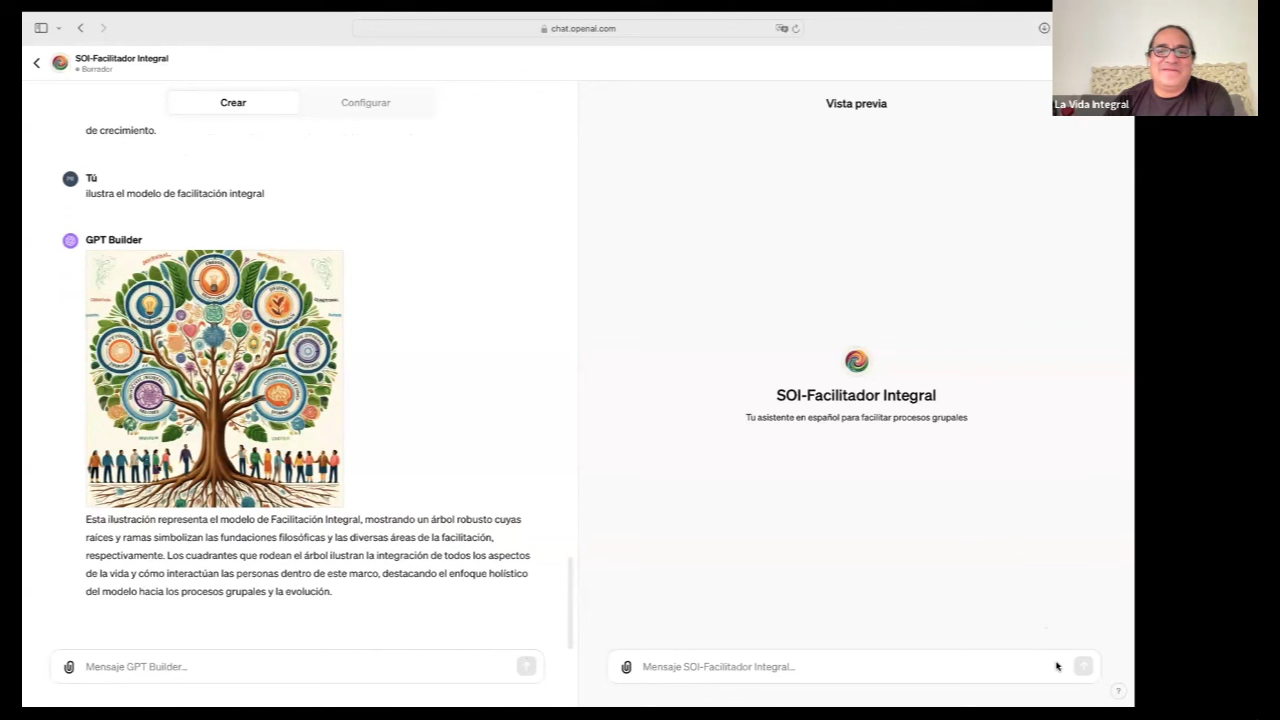 chat.openai.com
SOI-Facilitador Integral
Borrador
La Vida Integral
Crear
Configurar
Vista previa
de crecimiento.
Tú
ilustra el modelo de facilitación integral
GPT Builder
Esta ilustración representa el modelo de Facilitación Integral, mostrando un árbol robusto cuyas
raíces y ramas simbolizan las fundaciones filosóficas y las diversas áreas de la facilitación,
respectivamente. Los cuadrantes que rodean el árbol ilustran la integración de todos los aspectos
de la vida y cómo interactúan las personas dentro de este marco, destacando el enfoque holístico
del modelo hacia los procesos grupales y la evolución.
Mensaje GPT Builder...
SOI-Facilitador Integral
Tu asistente en español para facilitar procesos grupales
Mensaje SOI-Facilitador Integral...
?